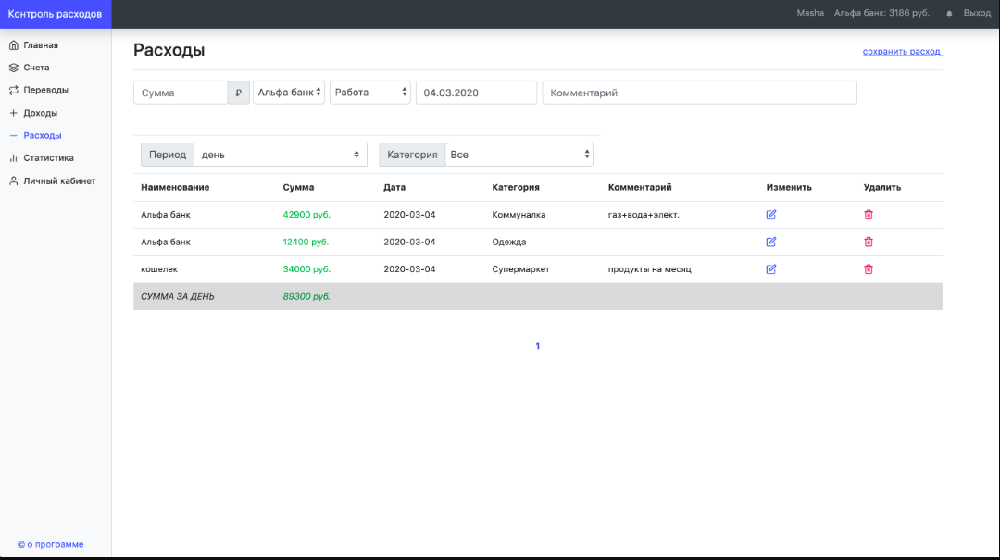 Контроль расходов
Masha Альфа банк: 3186 руб. Выход
Главная
Счета
Переводы
Доходы
Расходы
Статистика
Личный кабинет
© о программе
Расходы
сохранить расход
Сумма ₽ Альфа банк Работа 04.03.2020 Комментарий
Период день Категория Все
Наименование Сумма Дата Категория Комментарий Изменить Удалить
Альфа банк 42900 руб. 2020-03-04 Коммуналка газ+вода+элект.
Альфа банк 12400 руб. 2020-03-04 Одежда
кошелек 34000 руб. 2020-03-04 Супермаркет продукты на месяц
СУММА ЗА ДЕНЬ 89300 руб.
1